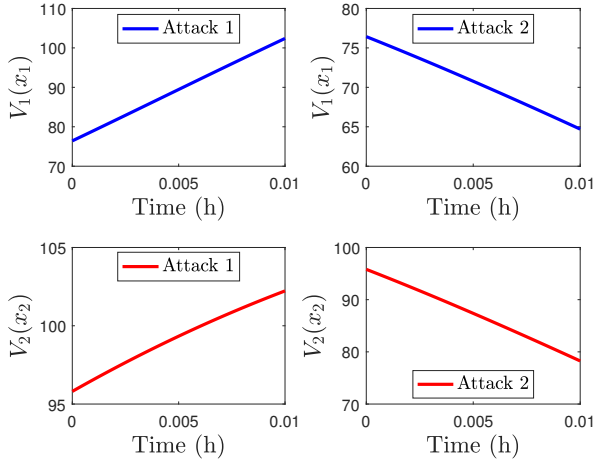 110
100
90
80
70
V₁(x₁)
Attack 1
0
0.005
0.01
Time (h)
80
75
70
65
60
V₁(x₁)
Attack 2
0
0.005
0.01
Time (h)
105
100
95
V₂(x₂)
Attack 1
0
0.005
0.01
Time (h)
100
90
80
70
V₂(x₂)
Attack 2
0
0.005
0.01
Time (h)